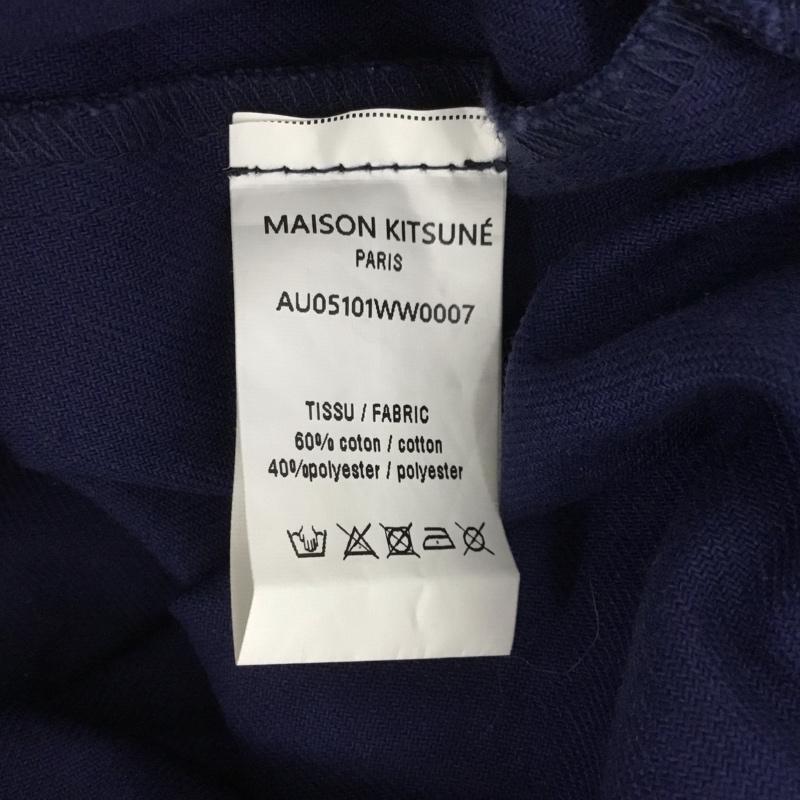 MAISON KITSUNÉ
PARIS
AU05101WW0007
TISSU / FABRIC
60% coton / cotton
40%polyester / polyester